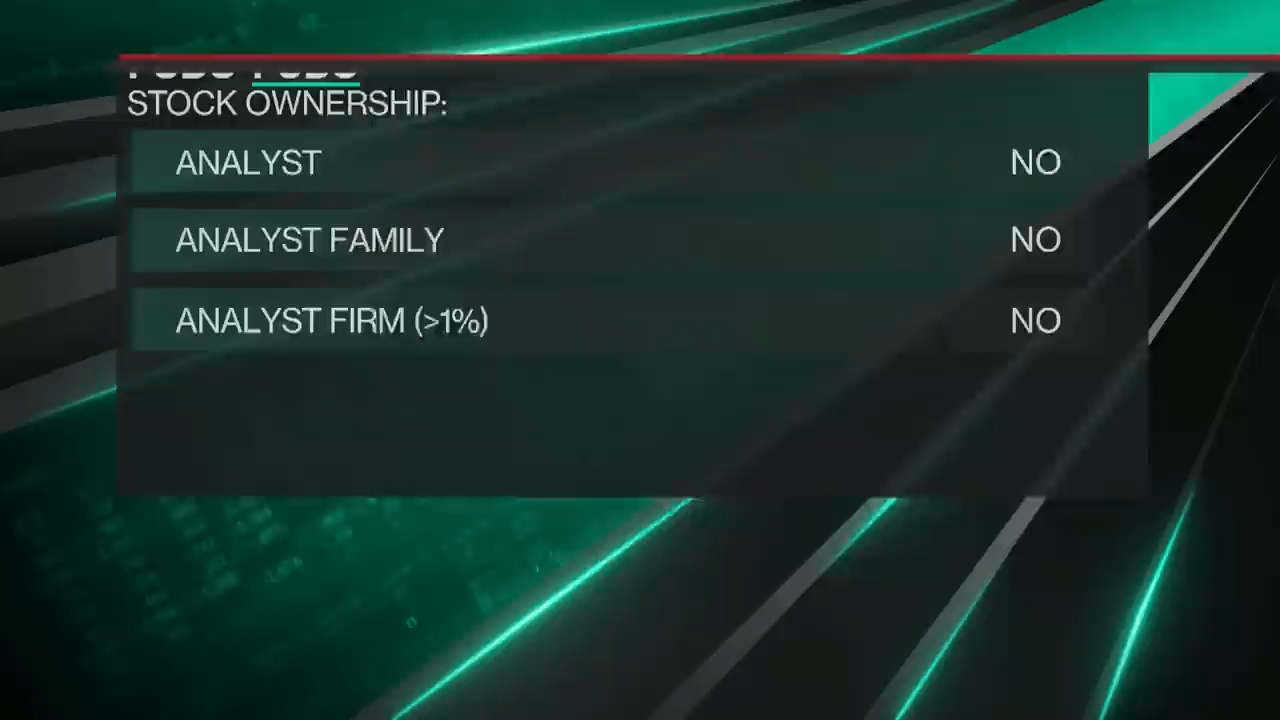 STOCK OWNERSHIP:
ANALYST NO
ANALYST FAMILY NO
ANALYST FIRM (>1%) NO